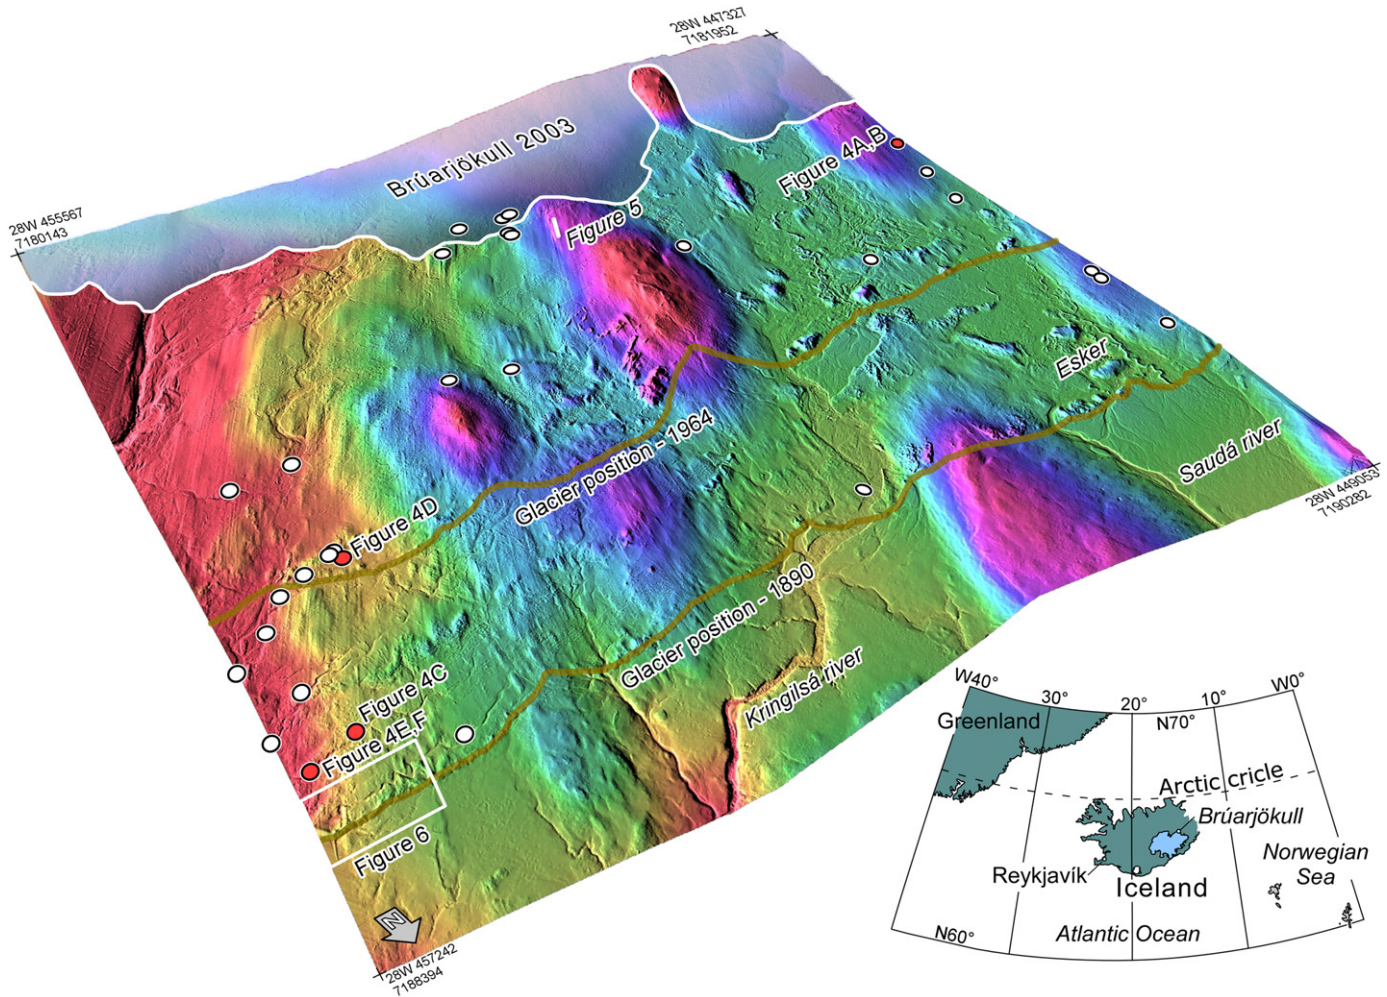 28W 447327
7181952
Brúarjökull 2003
Figure 4A,B
28W 455567
7180143
Figure 5
Esker
Glacier position - 1964
Saudá river
28W 449053
7190282
Figure 4D
Glacier position - 1890
Kringilsá river
Figure 4C
Figure 4E,F
Figure 6
N
28W 457242
7188394
W40°
30°
20°
10°
W0°
Greenland
N70°
Arctic cricle
Brúarjökull
Reykjavík
Iceland
Norwegian
Sea
N60°
Atlantic Ocean